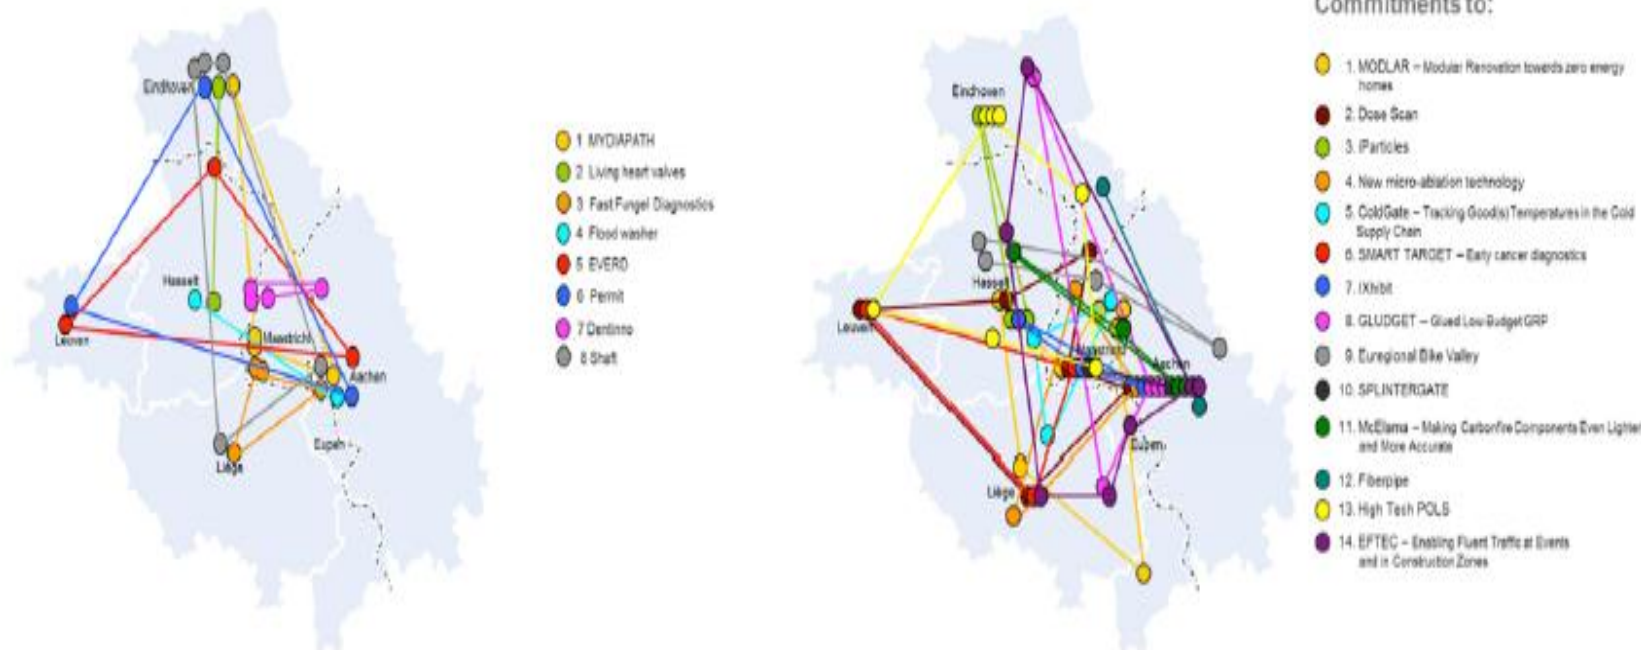 Eindhoven
Hasselt
Leuven
Maastricht
Aachen
Eupen
Liège
1 MYDIAPATH
2 Living heart valves
3 Fast Fungel Diagnostics
4 Flood washer
5 EVERO
6 Permit
7 Dentinno
8 Shaft
Eindhoven
Hasselt
Leuven
Maastricht
Aachen
Eupen
Liège
Commitments to:
1. MODLAR – Modular Renovation towards zero energy
homes
2. Dose Scan
3. iParticles
4. New micro-ablation technology
5. ColdGate – Tracking Good(s) Temperatures in the Cold
Supply Chain
6. SMART TARGET – Early cancer diagnostics
7. iXhibit
8. GLUDGET – Glued Low-Budget GRP
9. Euregional Bike Valley
10. SPLINTERGATE
11. McElama – Making Carbonfire Components Even Lighter
and More Accurate
12. Fiberpipe
13. High Tech POLS
14. EFTEC – Enabling Fluent Traffic at Events
and in Construction Zones